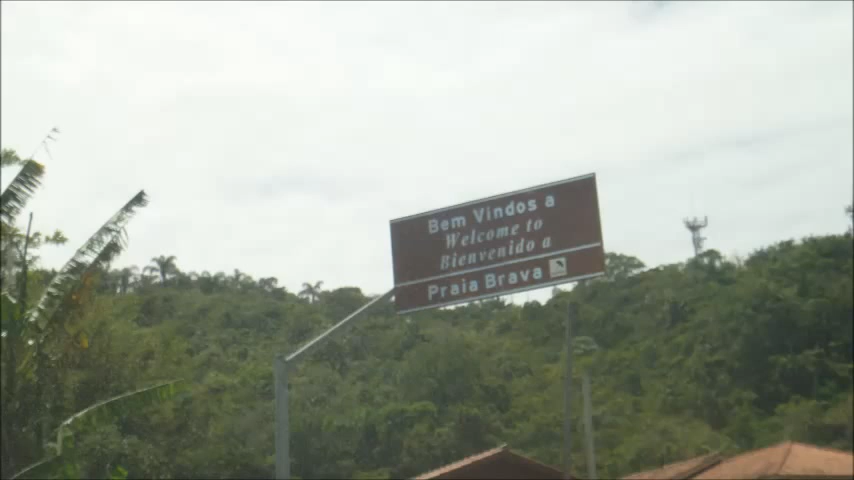 Bem Vindos a
Welcome to
Bienvenido a
Praia Brava